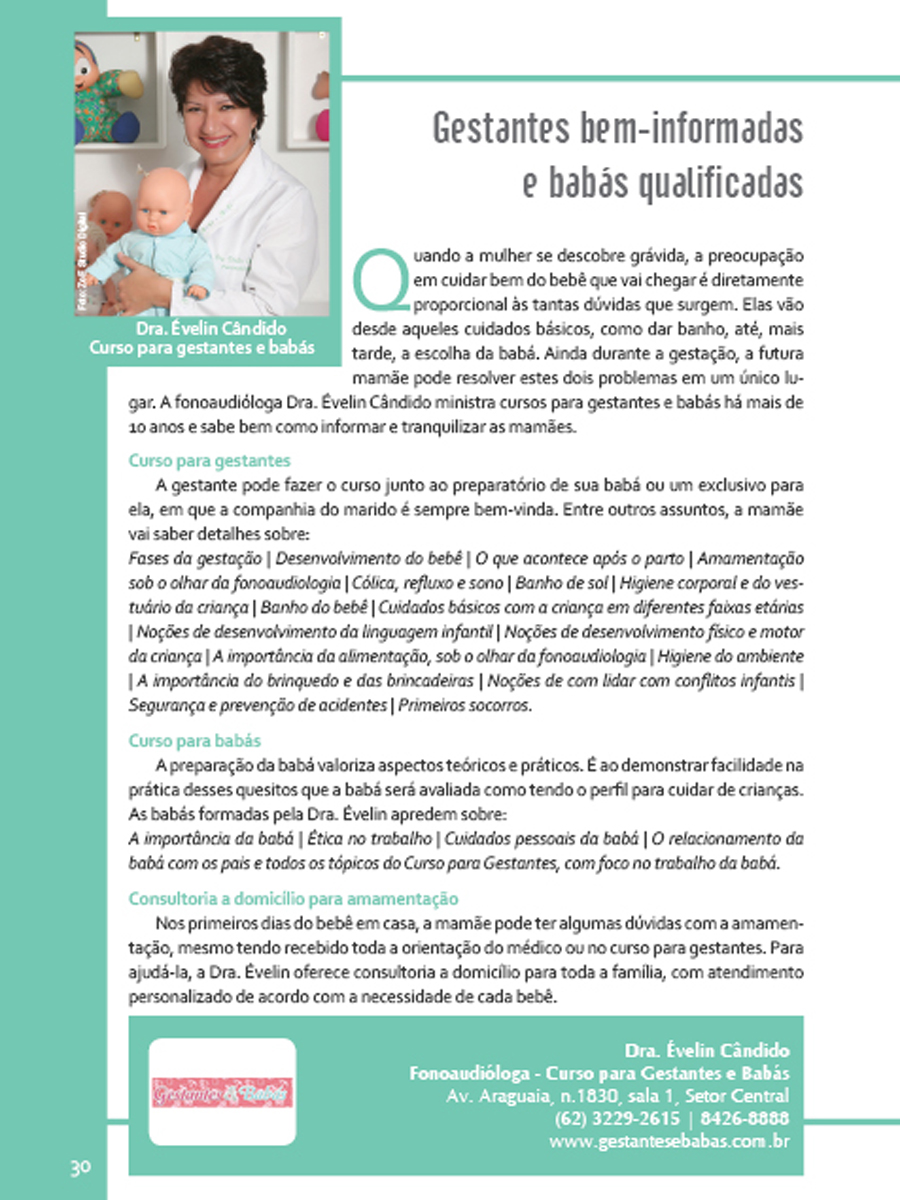 Foto: Zoll Studio Digital
Dra. Évelin Cândido
Curso para gestantes e babás
Gestantes bem-informadas
e babás qualificadas
Quando a mulher se descobre grávida, a preocupação
em cuidar bem do bebê que vai chegar é diretamente
proporcional às tantas dúvidas que surgem. Elas vão
desde aqueles cuidados básicos, como dar banho, até, mais
tarde, a escolha da babá. Ainda durante a gestação, a futura
mamãe pode resolver estes dois problemas em um único lu-
gar. A fonoaudióloga Dra. Évelin Cândido ministra cursos para gestantes e babás há mais de
10 anos e sabe bem como informar e tranquilizar as mamães.
Curso para gestantes
A gestante pode fazer o curso junto ao preparatório de sua babá ou um exclusivo para
ela, em que a companhia do marido é sempre bem-vinda. Entre outros assuntos, a mamãe
vai saber detalhes sobre:
Fases da gestação | Desenvolvimento do bebê | O que acontece após o parto | Amamentação
sob o olhar da fonoaudiologia | Cólica, refluxo e sono | Banho de sol | Higiene corporal e do ves-
tuário da criança | Banho do bebê | Cuidados básicos com a criança em diferentes faixas etárias
| Noções de desenvolvimento da linguagem infantil | Noções de desenvolvimento físico e motor
da criança | A importância da alimentação, sob o olhar da fonoaudiologia | Higiene do ambiente
| A importância do brinquedo e das brincadeiras | Noções de com lidar com conflitos infantis |
Segurança e prevenção de acidentes | Primeiros socorros.
Curso para babás
A preparação da babá valoriza aspectos teóricos e práticos. É ao demonstrar facilidade na
prática desses quesitos que a babá será avaliada como tendo o perfil para cuidar de crianças.
As babás formadas pela Dra. Évelin apredem sobre:
A importância da babá | Ética no trabalho | Cuidados pessoais da babá | O relacionamento da
babá com os pais e todos os tópicos do Curso para Gestantes, com foco no trabalho da babá.
Consultoria a domicílio para amamentação
Nos primeiros dias do bebê em casa, a mamãe pode ter algumas dúvidas com a amamen-
tação, mesmo tendo recebido toda a orientação do médico ou no curso para gestantes. Para
ajudá-la, a Dra. Évelin oferece consultoria a domicílio para toda a família, com atendimento
personalizado de acordo com a necessidade de cada bebê.
Gestantes & Babás
Dra. Évelin Cândido
Fonoaudióloga - Curso para Gestantes e Babás
Av. Araguaia, n.1830, sala 1, Setor Central
(62) 3229-2615 | 8426-8888
www.gestantesebabas.com.br
30